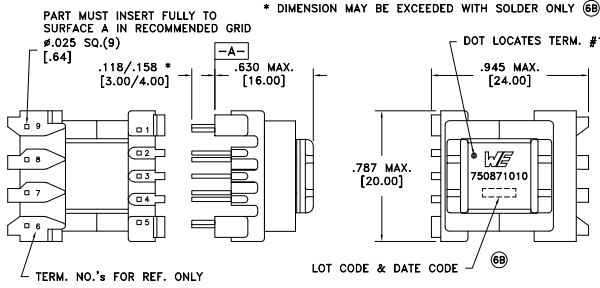 * DIMENSION MAY BE EXCEEDED WITH SOLDER ONLY 6B
PART MUST INSERT FULLY TO
SURFACE A IN RECOMMENDED GRID
ø.025 SQ.(9)
[.64]
.118/.158 *
[3.00/4.00]
-A-
.630 MAX.
[16.00]
DOT LOCATES TERM. #1
.945 MAX.
[24.00]
9
8
7
6
1
2
3
4
5
.787 MAX.
[20.00]
WE
750871010
TERM. NO.'s FOR REF. ONLY
LOT CODE & DATE CODE 6B